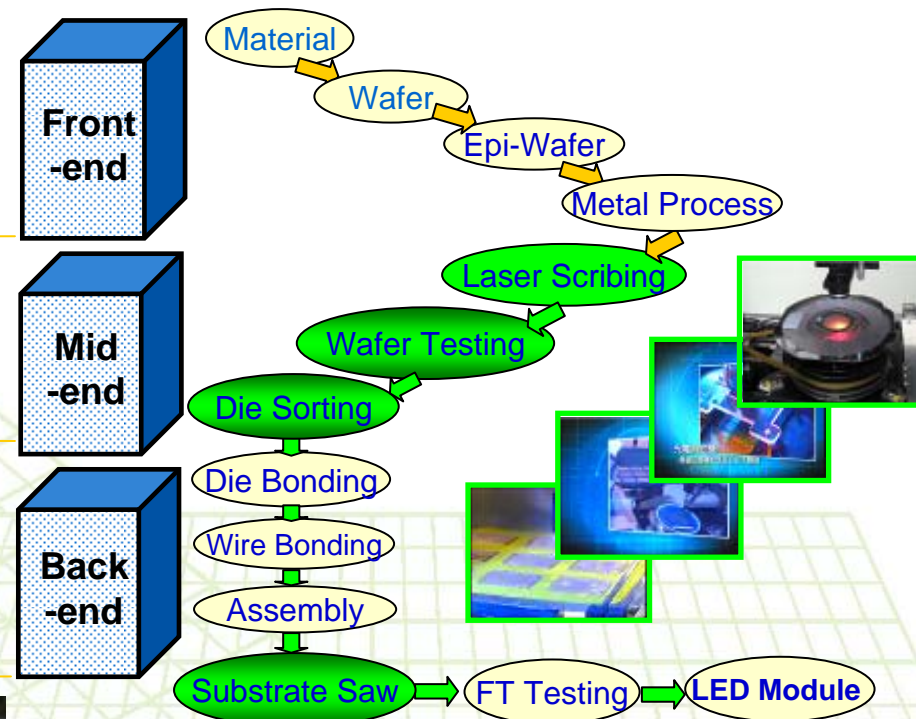 Material
Wafer
Front
-end
Epi-Wafer
Metal Process
Laser Scribing
Mid
-end
Wafer Testing
Die Sorting
Die Bonding
Wire Bonding
Back
-end
Assembly
Substrate Saw
FT Testing
LED Module